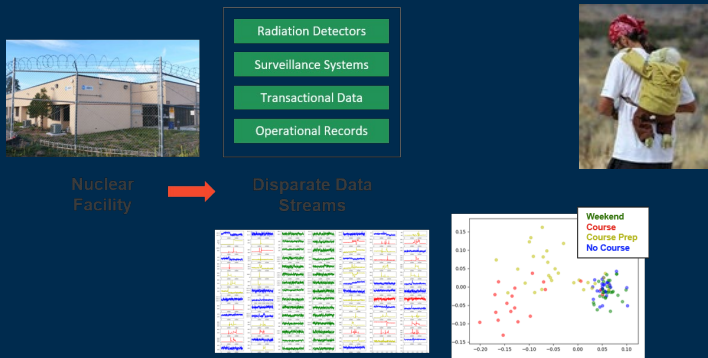 Radiation Detectors
Surveillance Systems
Transactional Data
Operational Records
Nuclear
Facility
Disparate Data
Streams
Weekend
Course
Course Prep
No Course
0.15
0.10
0.05
0.00
−0.05
−0.10
−0.15
−0.20 −0.15 −0.10 −0.05 0.00 0.05 0.10